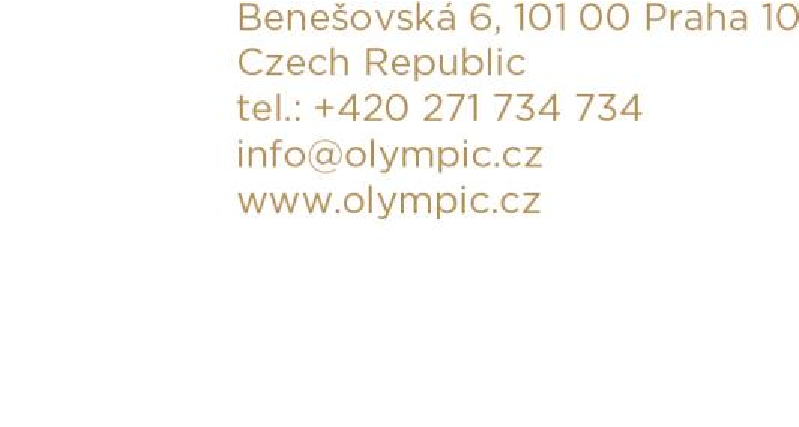 Benešovská 6, 101 00 Praha 10
Czech Republic
tel.: +420 271 734 734
info@olympic.cz
www.olympic.cz